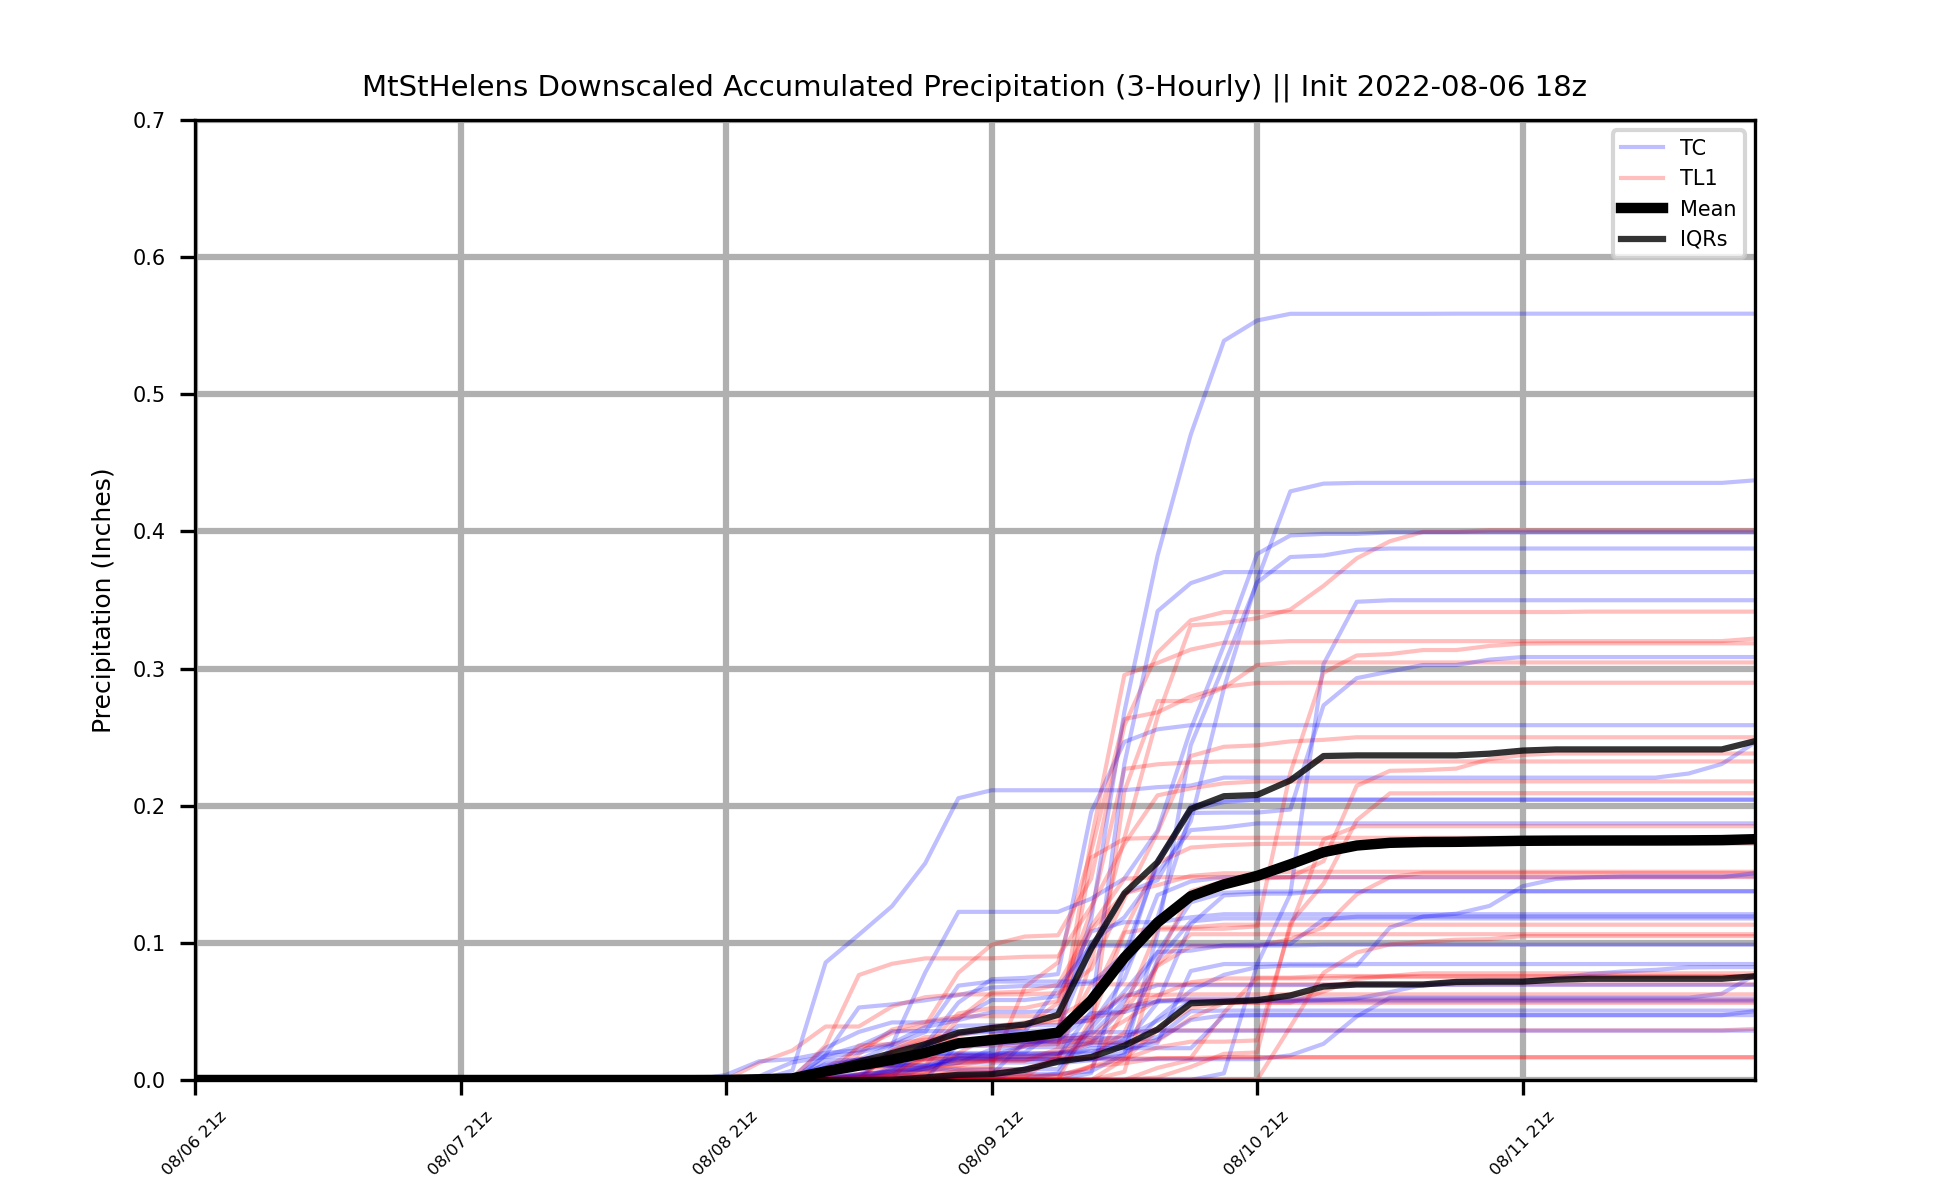 MtStHelens Downscaled Accumulated Precipitation (3-Hourly) || Init 2022-08-06 18z
TC
TL1
Mean
IQRs
Precipitation (Inches)
0.7
0.6
0.5
0.4
0.3
0.2
0.1
0.0
08/06 21z
08/07 21z
08/08 21z
08/09 21z
08/10 21z
08/11 21z